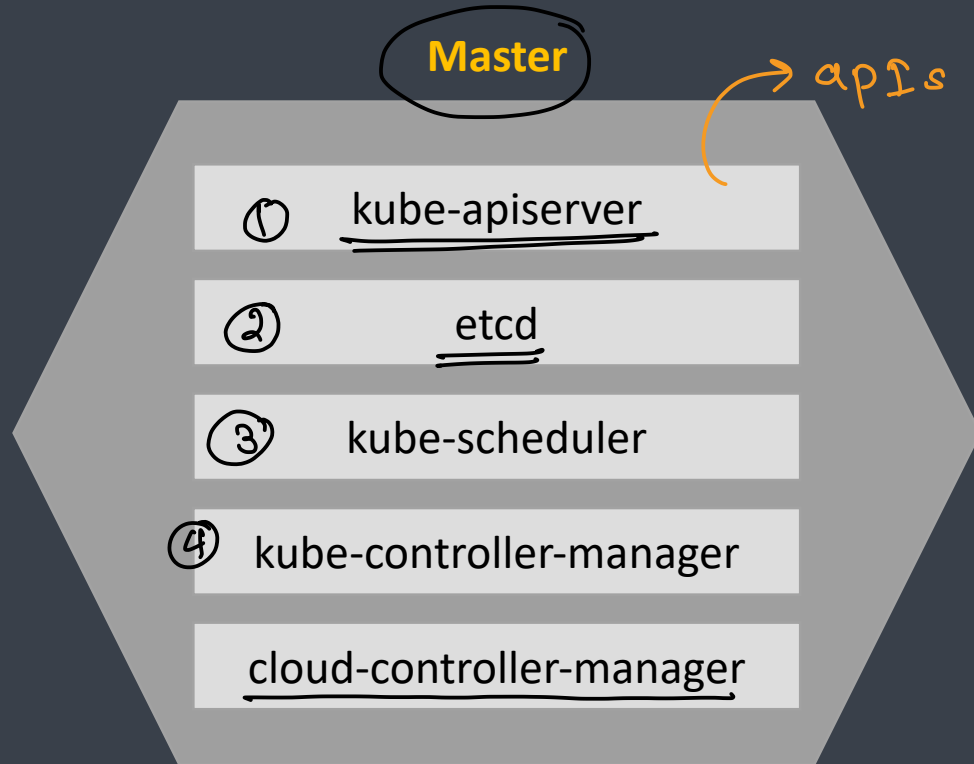 Master
apIs
① kube-apiserver
② etcd
③ kube-scheduler
④ kube-controller-manager
cloud-controller-manager